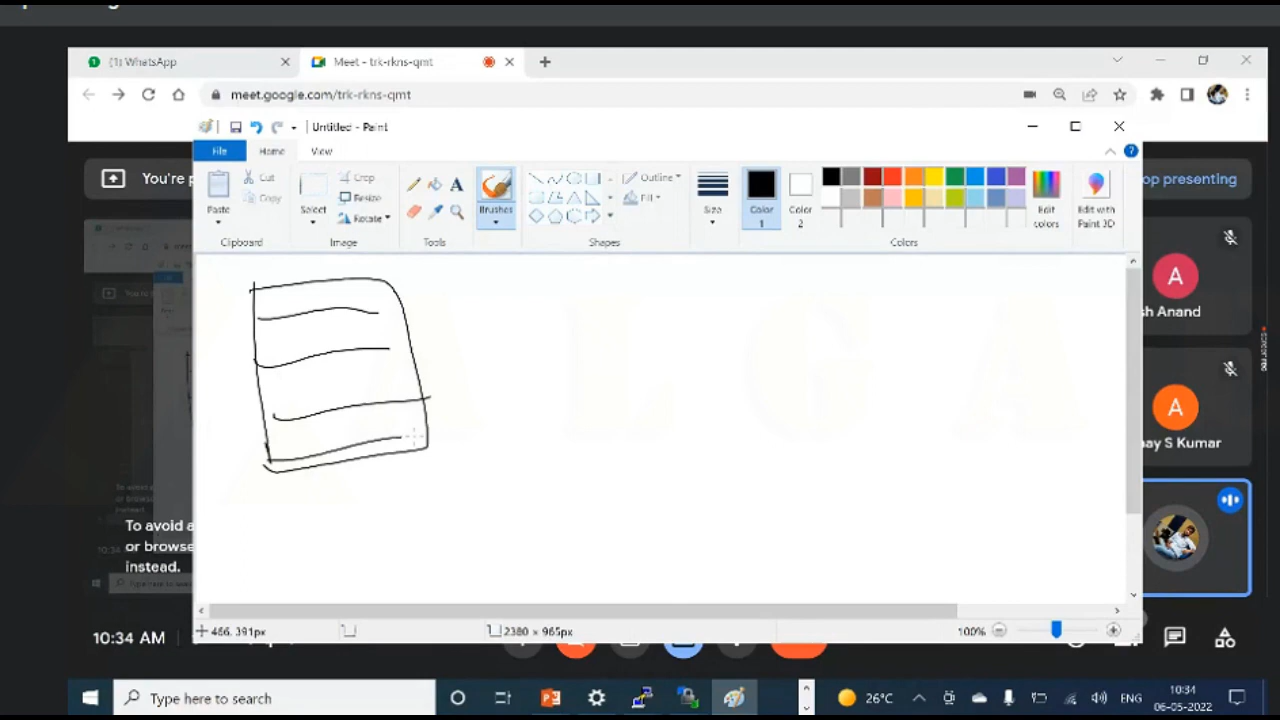 (1) WhatsApp
Meet - trk-rkns-qmt
meet.google.com/trk-rkns-qmt
Untitled - Paint
File
Home
View
You're p
Paste
Cut
Copy
Clipboard
Select
Crop
Resize
Rotate
Image
A
Tools
Brushes
Outline
Fill
Shapes
Size
Color
1
Color
2
Colors
Edit
colors
Edit with
Paint 3D
op presenting
A
sh Anand
A
ay S Kumar
L G A
To avoid a
or browse
instead.
10:34 AM
466, 391px
2380 × 965px
100%
Type here to search
26°C
ENG
10:34
06-05-2022